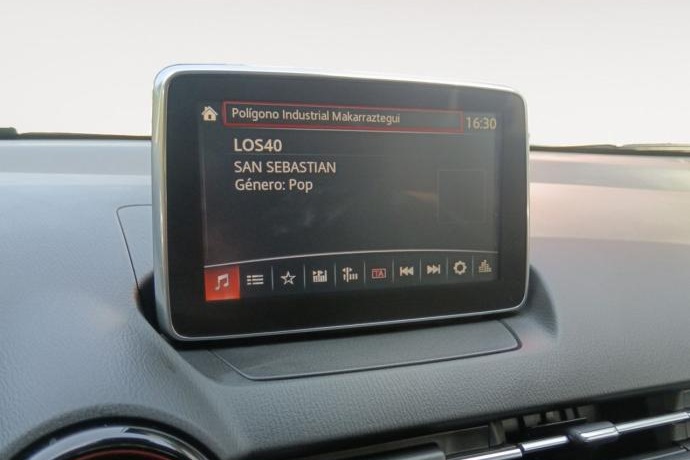 Polígono Industrial Makarraztegui 16:30
LOS40
SAN SEBASTIAN
Género: Pop
TA